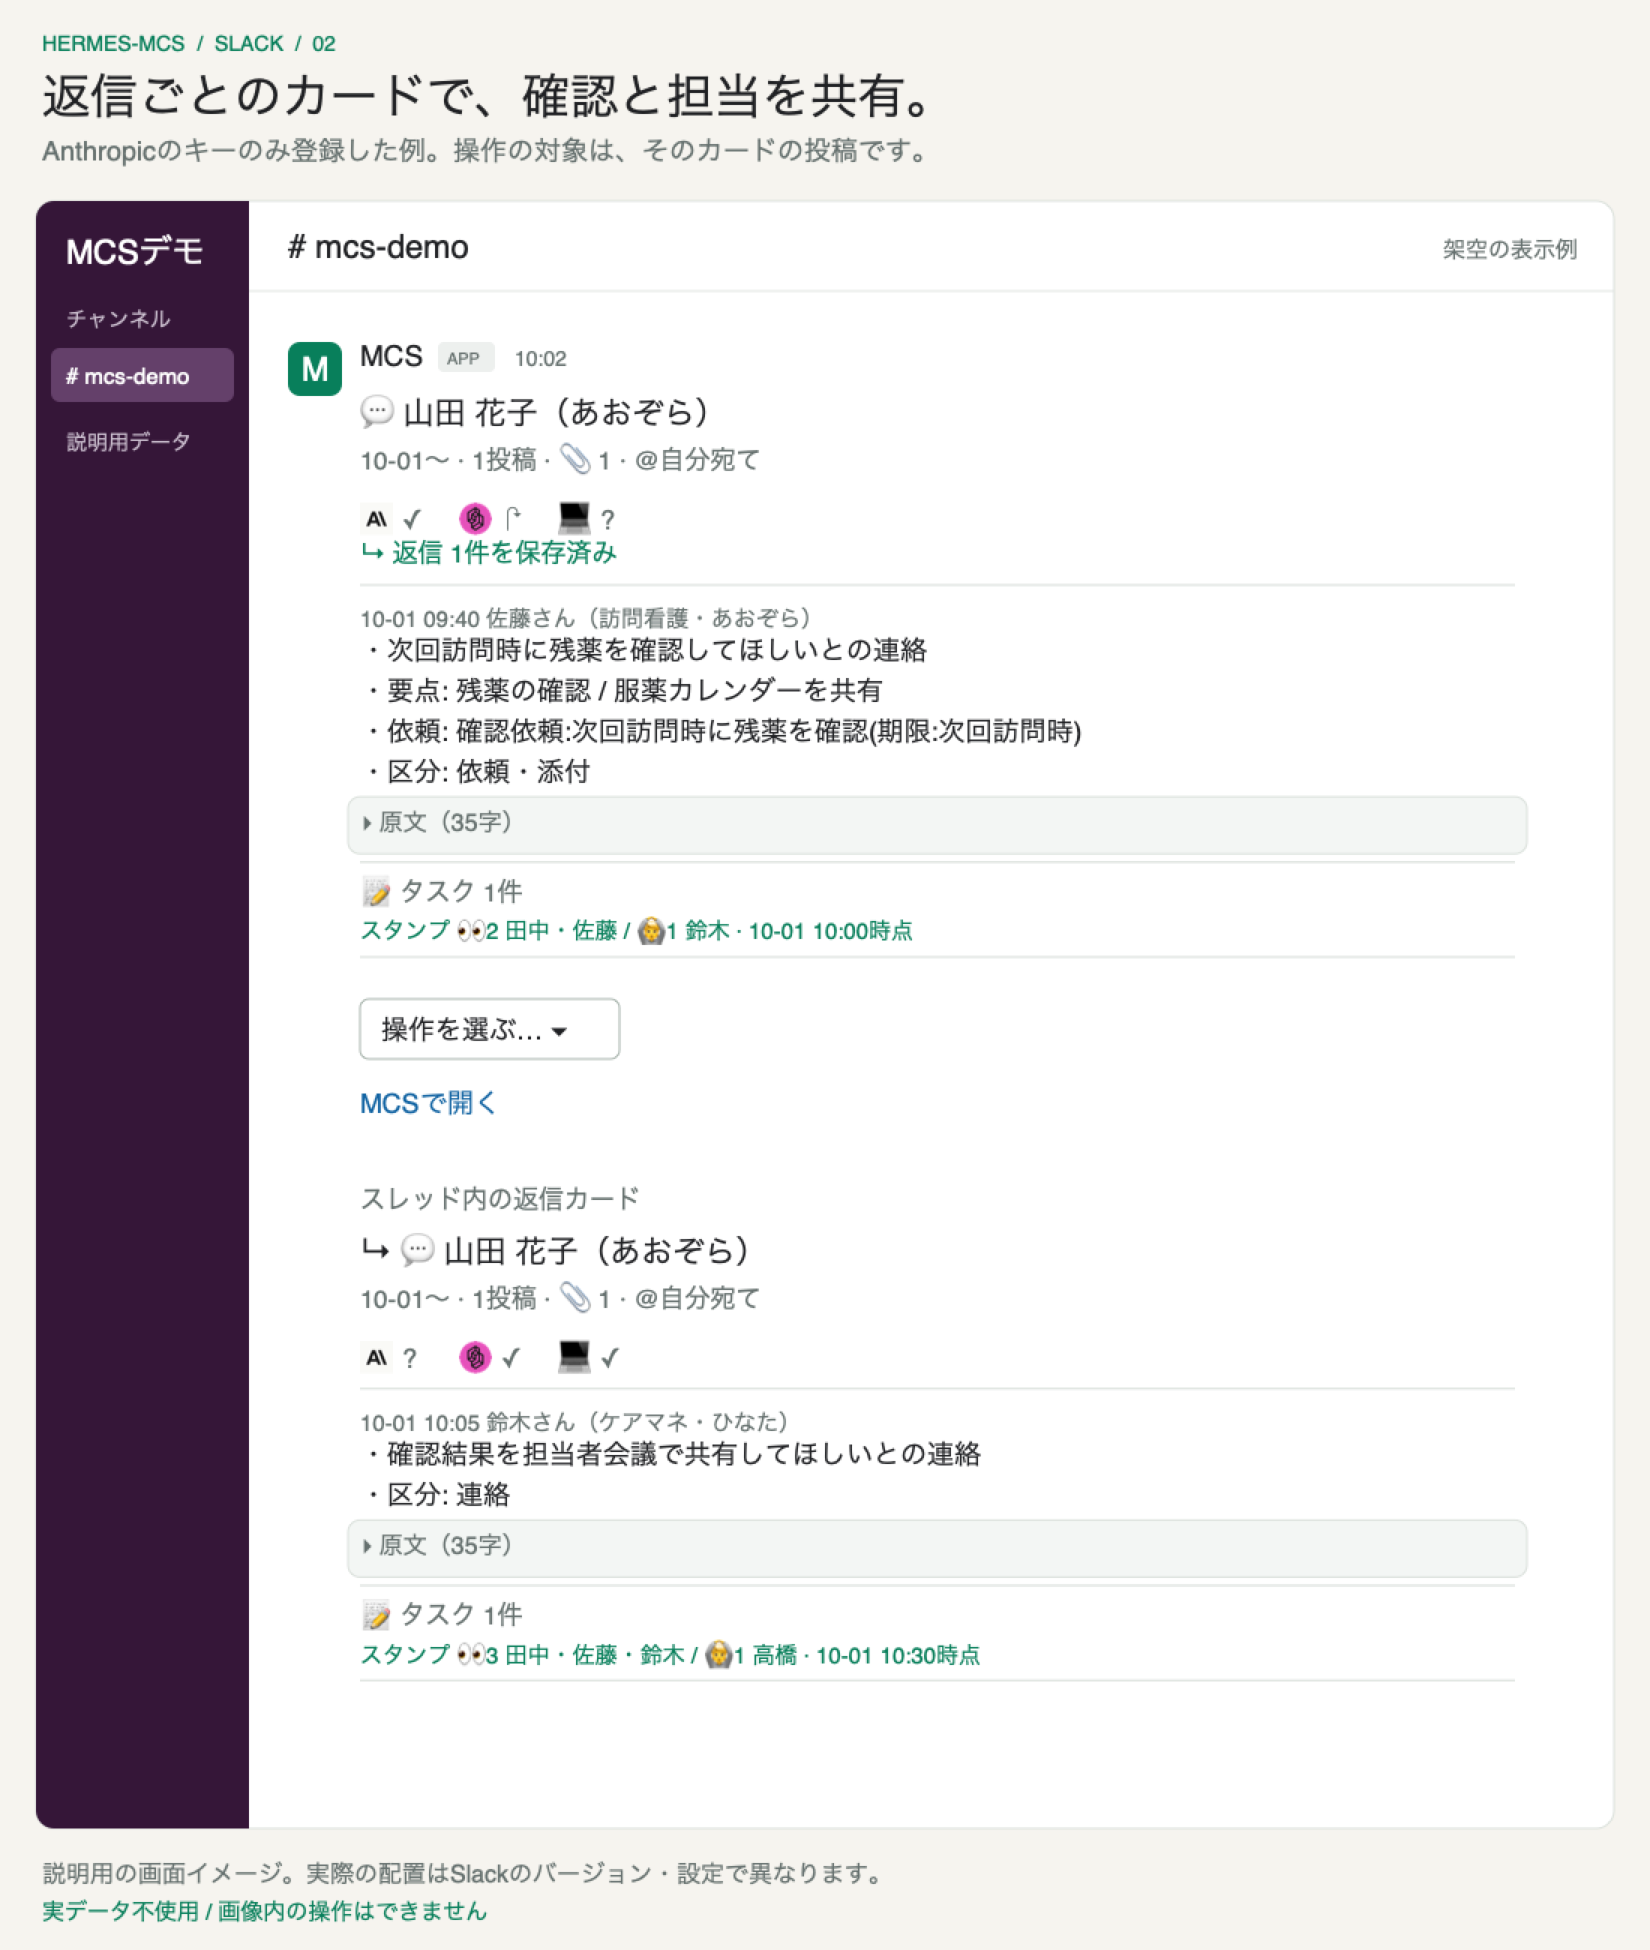 HERMES-MCS / SLACK / 02
返信ごとのカードで、確認と担当を共有。
Anthropicのキーのみ登録した例。操作の対象は、そのカードの投稿です。
MCSデモ
チャンネル
# mcs-demo
説明用データ
# mcs-demo
架空の表示例
M
MCS APP 10:02
💬 山田 花子（あおぞら）
10-01〜 · 1投稿 · 📎 1 · @自分宛て
A\ ✓ ↱ 💻 ?
↳ 返信 1件を保存済み
10-01 09:40 佐藤さん（訪問看護・あおぞら）
・次回訪問時に残薬を確認してほしいとの連絡
・要点: 残薬の確認 / 服薬カレンダーを共有
・依頼: 確認依頼:次回訪問時に残薬を確認(期限:次回訪問時)
・区分: 依頼・添付
▸原文（35字）
📝 タスク 1件
スタンプ 👀2 田中・佐藤 / 🙆1 鈴木 · 10-01 10:00時点
操作を選ぶ… ▾
MCSで開く
スレッド内の返信カード
↳ 💬 山田 花子（あおぞら）
10-01〜 · 1投稿 · 📎 1 · @自分宛て
A\ ? ✓ 💻 ✓
10-01 10:05 鈴木さん（ケアマネ・ひなた）
・確認結果を担当者会議で共有してほしいとの連絡
・区分: 連絡
▸原文（35字）
📝 タスク 1件
スタンプ 👀3 田中・佐藤・鈴木 / 🙆1 高橋 · 10-01 10:30時点
説明用の画面イメージ。実際の配置はSlackのバージョン・設定で異なります。
実データ不使用 / 画像内の操作はできません